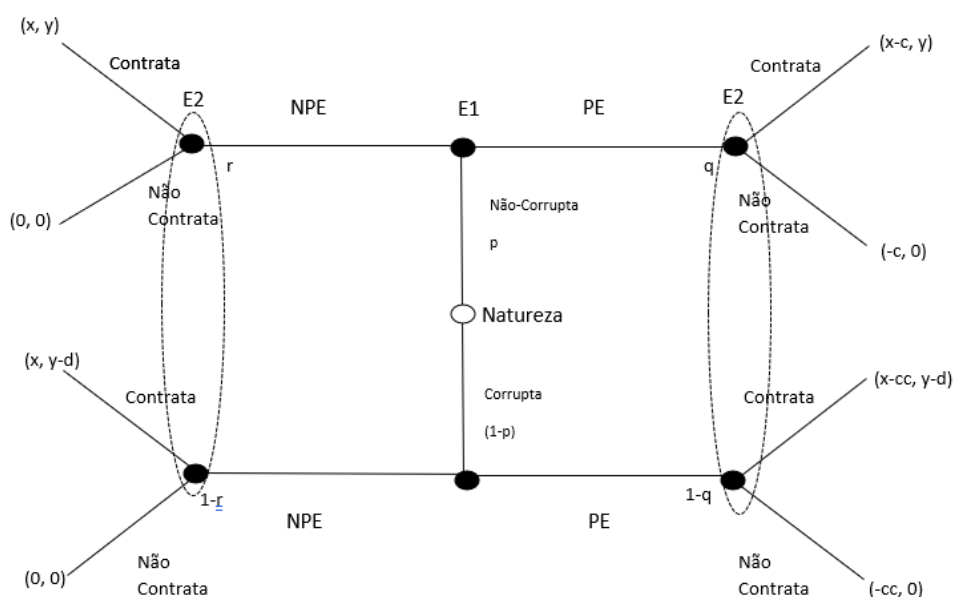 (x, y)
Contrata
E2
NPE
E1
PE
E2
Contrata
(x-c, y)
r
q
Não
Contrata
(0, 0)
Não-Corrupta
p
Não
Contrata
(-c, 0)
Natureza
(x, y-d)
Contrata
Corrupta
(1-p)
Contrata
(x-cc, y-d)
1-r
1-q
NPE
PE
(0, 0)
Não
Contrata
Não
Contrata
(-cc, 0)